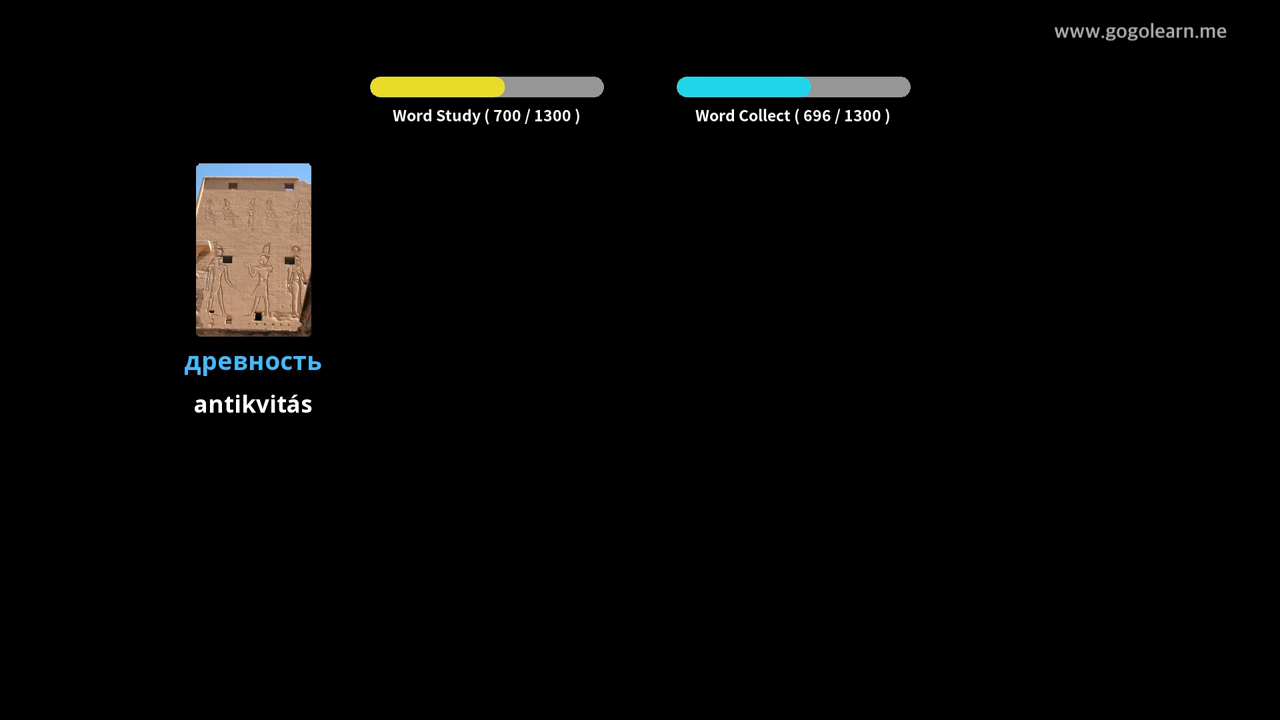 www.gogolearn.me
Word Study ( 700 / 1300 )
Word Collect ( 696 / 1300 )
древность
antikvitás